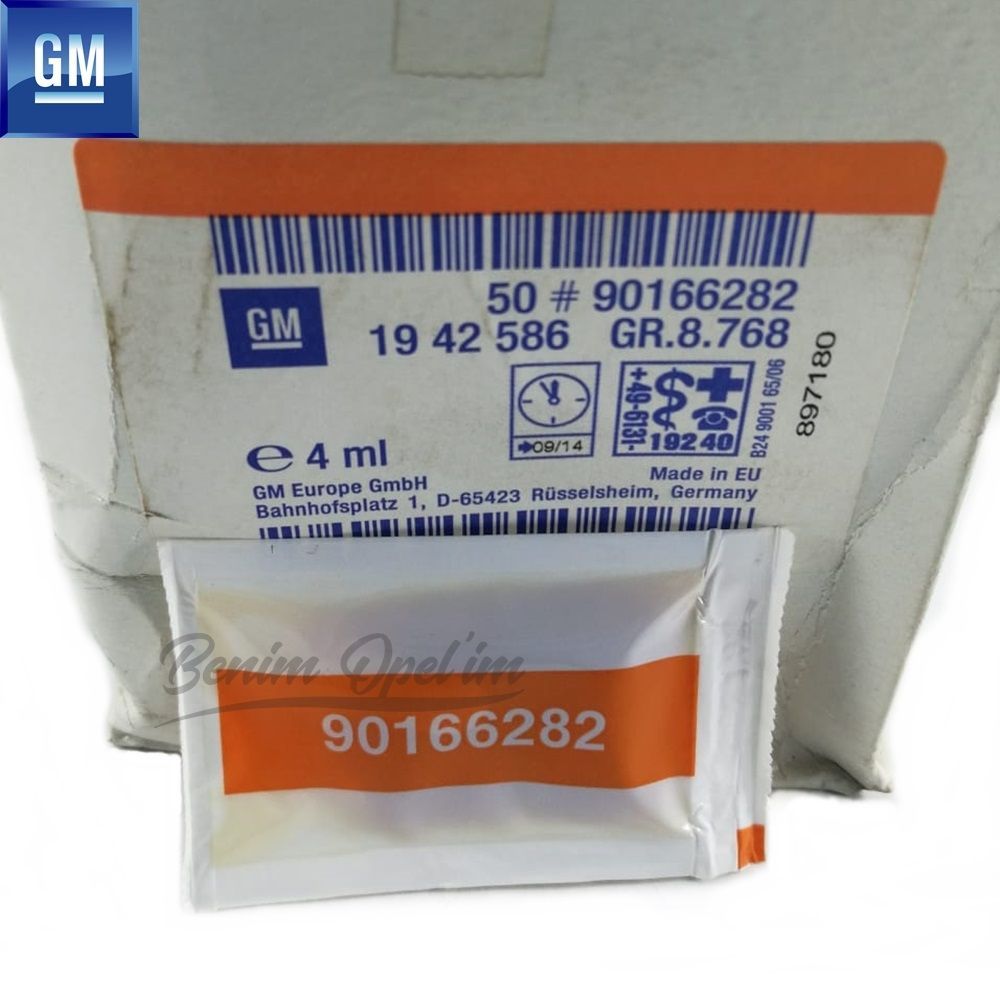 GM
50 # 90166282
GM
19 42 586 GR.8.768
09/14
+49-6131-
19240
B24 9001 65/06
897180
e 4 ml
Made in EU
GM Europe GmbH
Bahnhofsplatz 1, D-65423 Rüsselsheim, Germany
Benim Opel'im
90166282